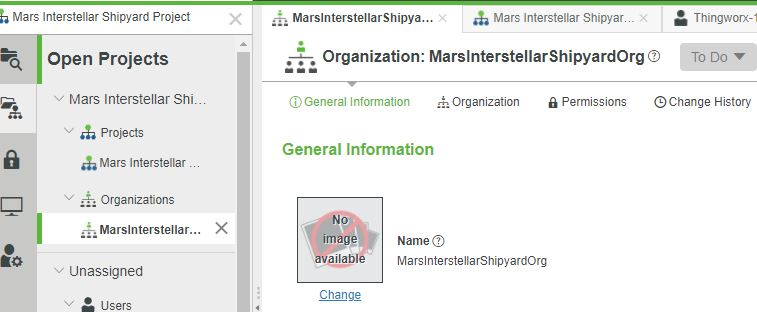 Mars Interstellar Shipyard Project
Open Projects
Mars Interstellar Shi...
Projects
Mars Interstellar ...
Organizations
MarsInterstellar...
Unassigned
Users
MarsInterstellarShipya...
Mars Interstellar Shipyar...
Thingworx-1
Organization: MarsInterstellarShipyardOrg
To Do
General Information
Organization
Permissions
Change History
General Information
No
image
available
Change
Name
MarsInterstellarShipyardOrg